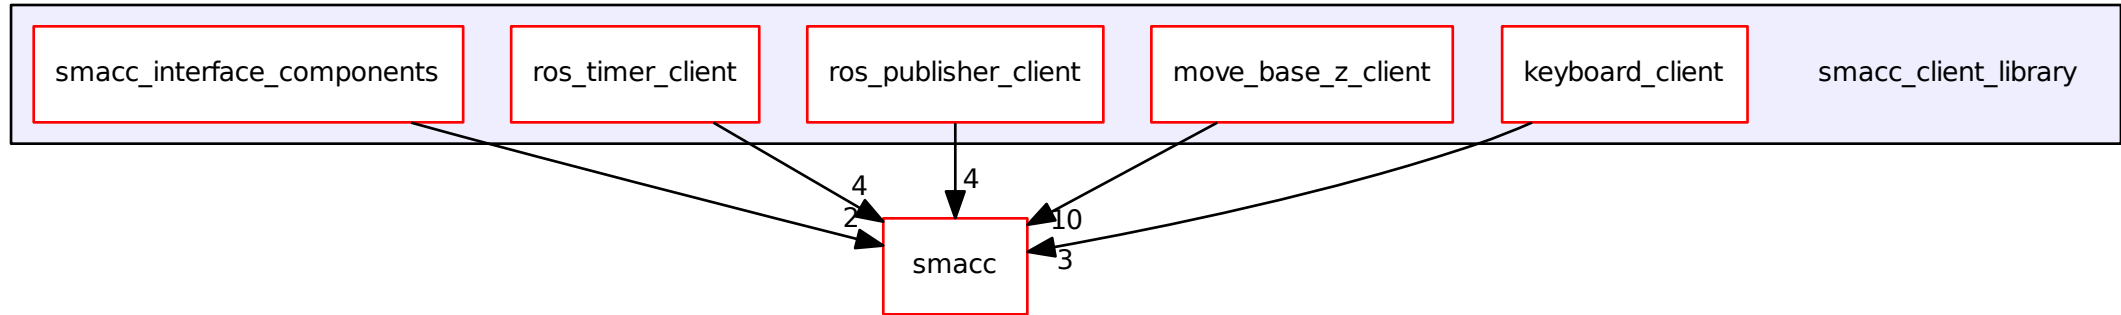 smacc_interface_components
ros_timer_client
ros_publisher_client
move_base_z_client
keyboard_client
smacc_client_library
4
4
2
10
3
smacc